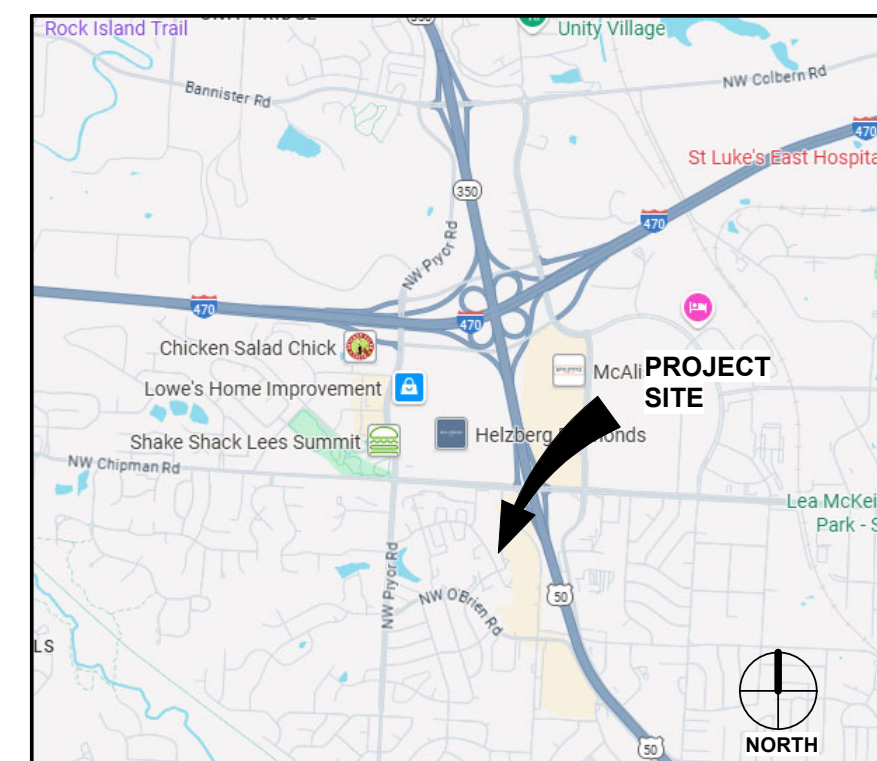 Rock Island Trail
Unity Village
NW Colbern Rd
Bannister Rd
470
St Luke's East Hospita
350
NW Pryor Rd
470
470
470
Chicken Salad Chick
McAli
PROJECT
SITE
Lowe's Home Improvement
Shake Shack Lees Summit
Helzberg
monds
NW Chipman Rd
Lea McKei
Park - S
NW Pryor Rd
NW O'Brien Rd
50
LS
50
NORTH